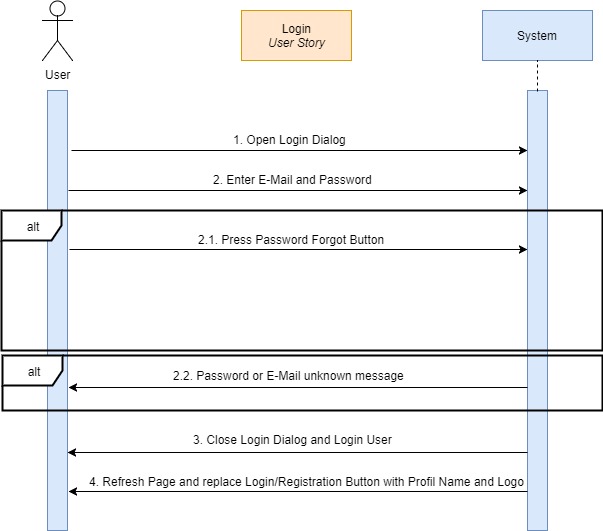 Login
User Story
System
User
1. Open Login Dialog
2. Enter E-Mail and Password
alt
2.1. Press Password Forgot Button
alt
2.2. Password or E-Mail unknown message
3. Close Login Dialog and Login User
4. Refresh Page and replace Login/Registration Button with Profil Name and Logo